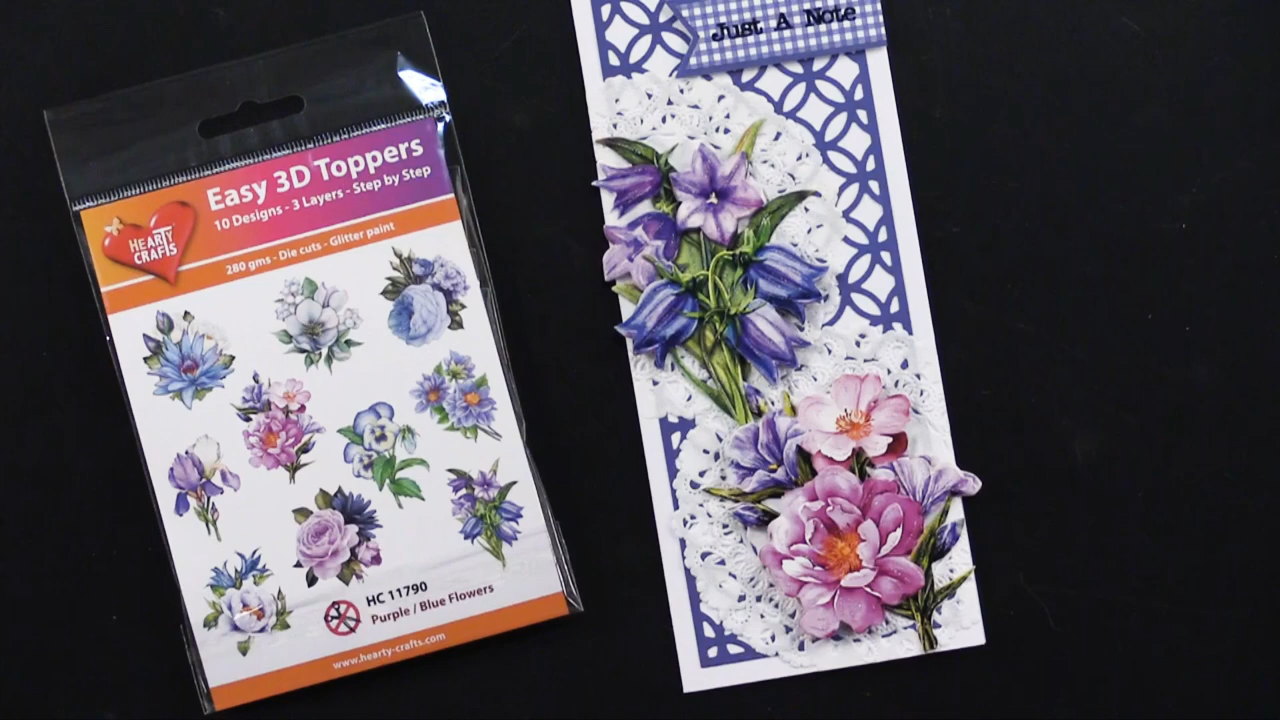 Easy 3D Toppers
10 Designs - 3 Layers - Step by Step
HEARTY
CRAFTS
280 gms - Die cuts - Glitter paint
HC 11790
Purple / Blue Flowers
www.hearty-crafts.com
Just A Note